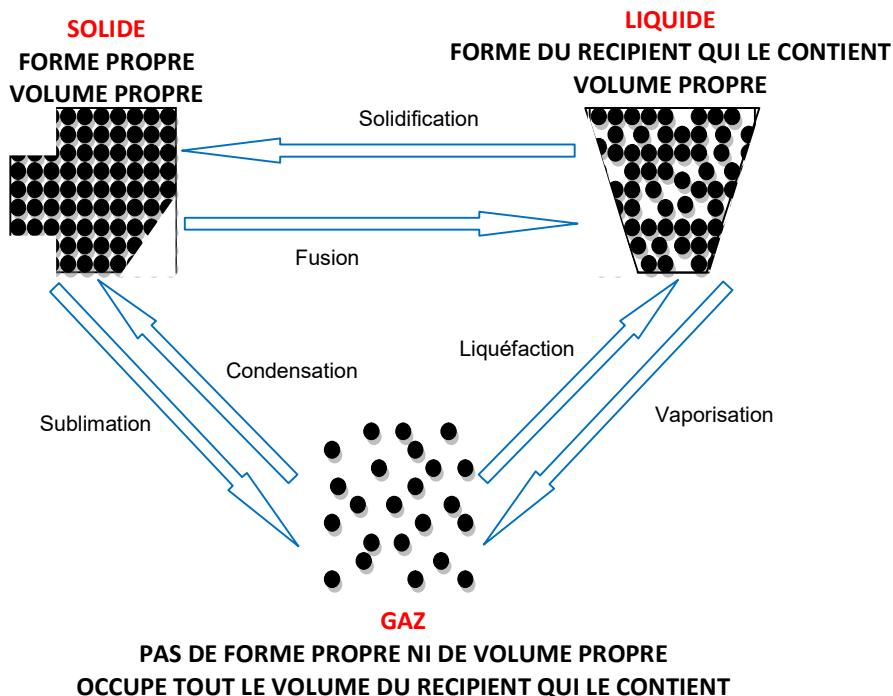 SOLIDE
FORME PROPRE
VOLUME PROPRE
LIQUIDE
FORME DU RECIPIENT QUI LE CONTIENT
VOLUME PROPRE
Solidification
Fusion
Condensation
Liquéfaction
Sublimation
Vaporisation
GAZ
PAS DE FORME PROPRE NI DE VOLUME PROPRE
OCCUPE TOUT LE VOLUME DU RECIPIENT QUI LE CONTIENT